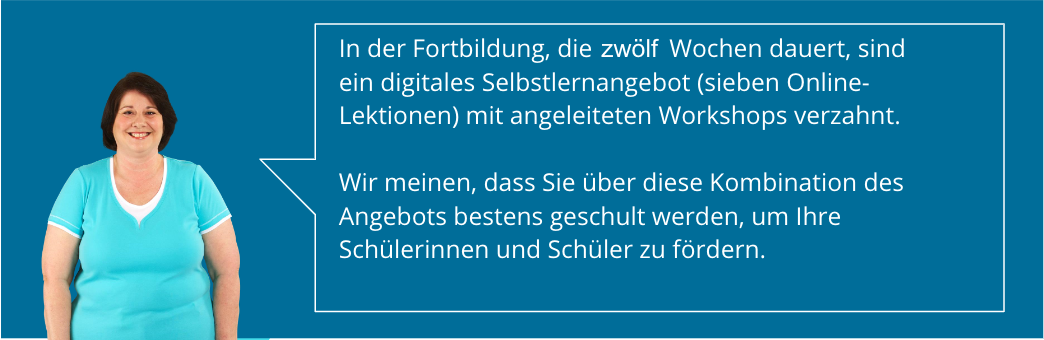 In der Fortbildung, die zwölf Wochen dauert, sind
ein digitales Selbstlernangebot (sieben Online-
Lektionen) mit angeleiteten Workshops verzahnt.
Wir meinen, dass Sie über diese Kombination des
Angebots bestens geschult werden, um Ihre
Schülerinnen und Schüler zu fördern.